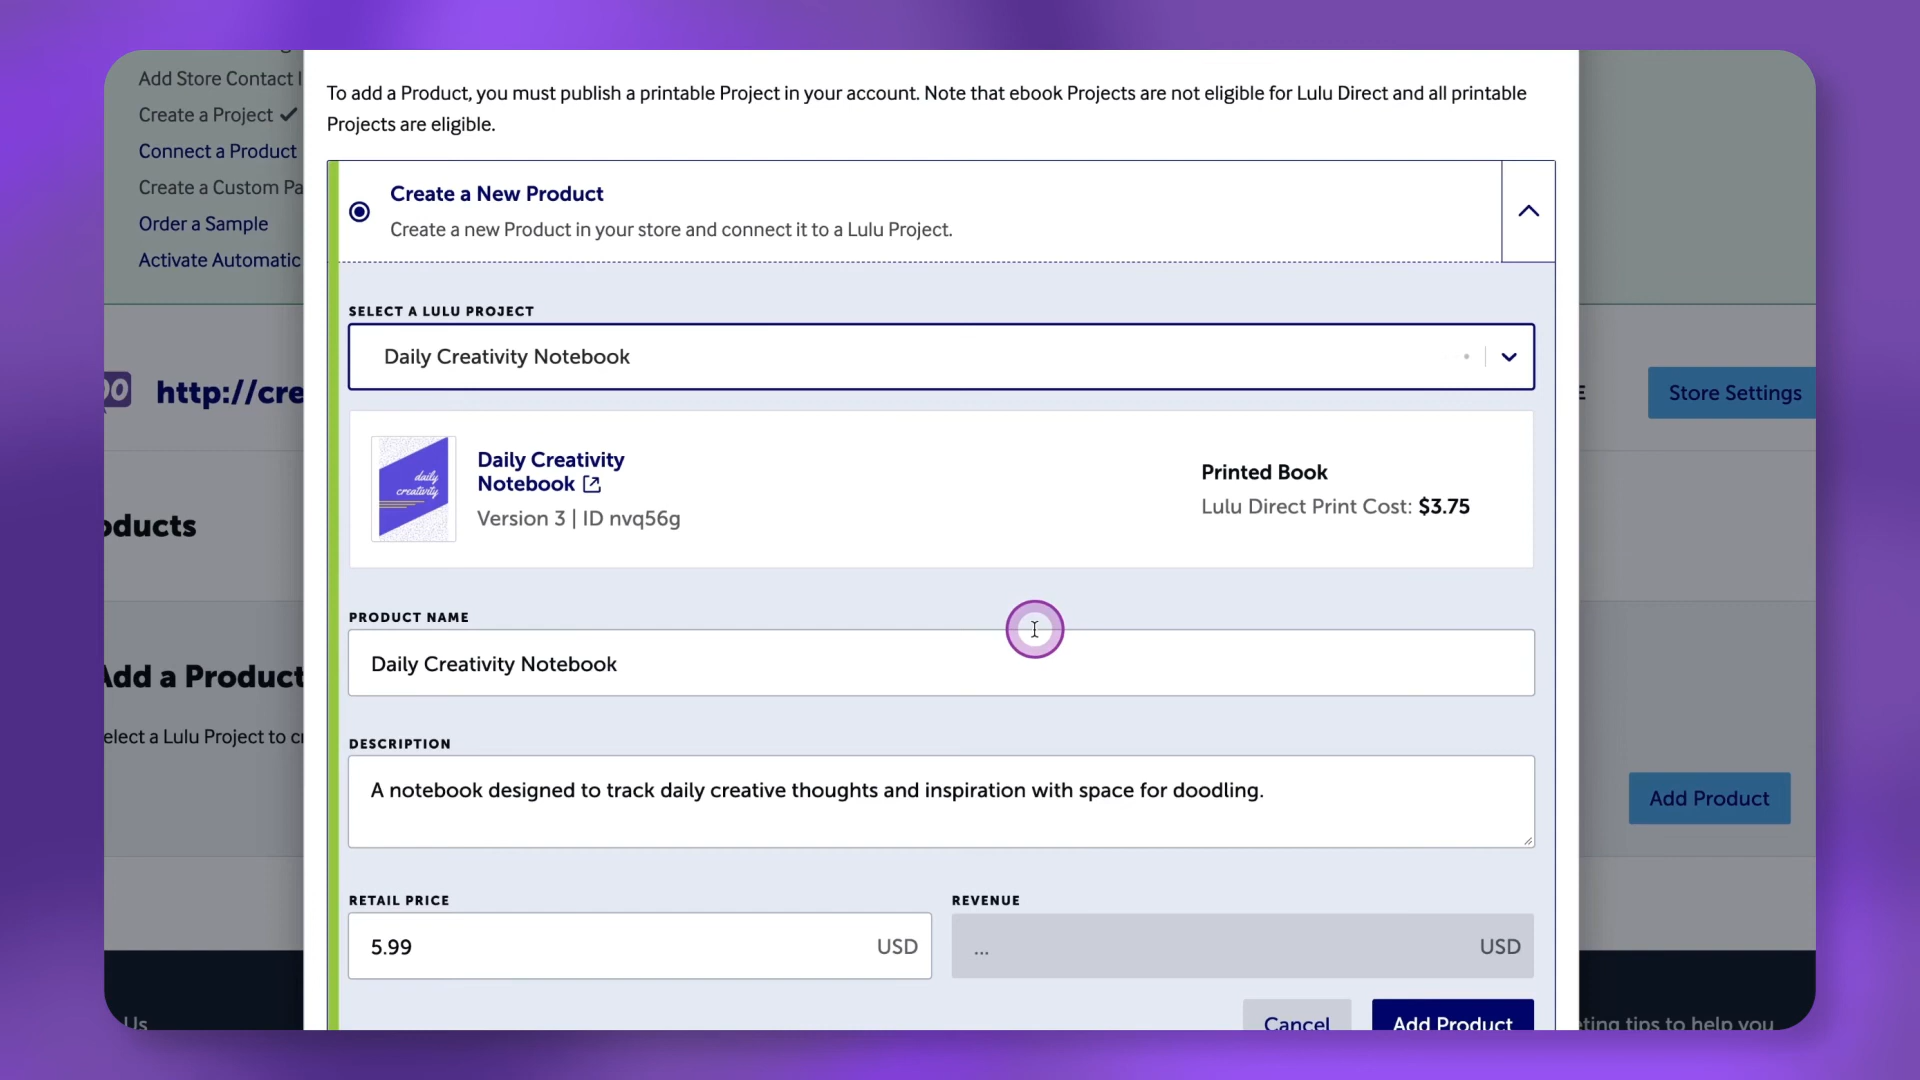 Add Store Contact
Create a Project ✓
Connect a Product
Create a Custom
Order a Sample
Activate Automatic
To add a Product, you must publish a printable Project in your account. Note that ebook Projects are not eligible for Lulu Direct and all printable
Projects are eligible.
Create a New Product
Create a new Product in your store and connect it to a Lulu Project.
SELECT A LULU PROJECT
Daily Creativity Notebook
http://cre
Store Settings
daily
creativity
Daily Creativity
Notebook
Version 3 | ID nvq56g
Printed Book
Lulu Direct Print Cost: $3.75
oducts
PRODUCT NAME
Daily Creativity Notebook
Add a Product
elect a Lulu Project to
DESCRIPTION
A notebook designed to track daily creative thoughts and inspiration with space for doodling.
Add Product
RETAIL PRICE
REVENUE
5.99 USD
... USD
Cancel
Add Product
Us
ting tips to help you